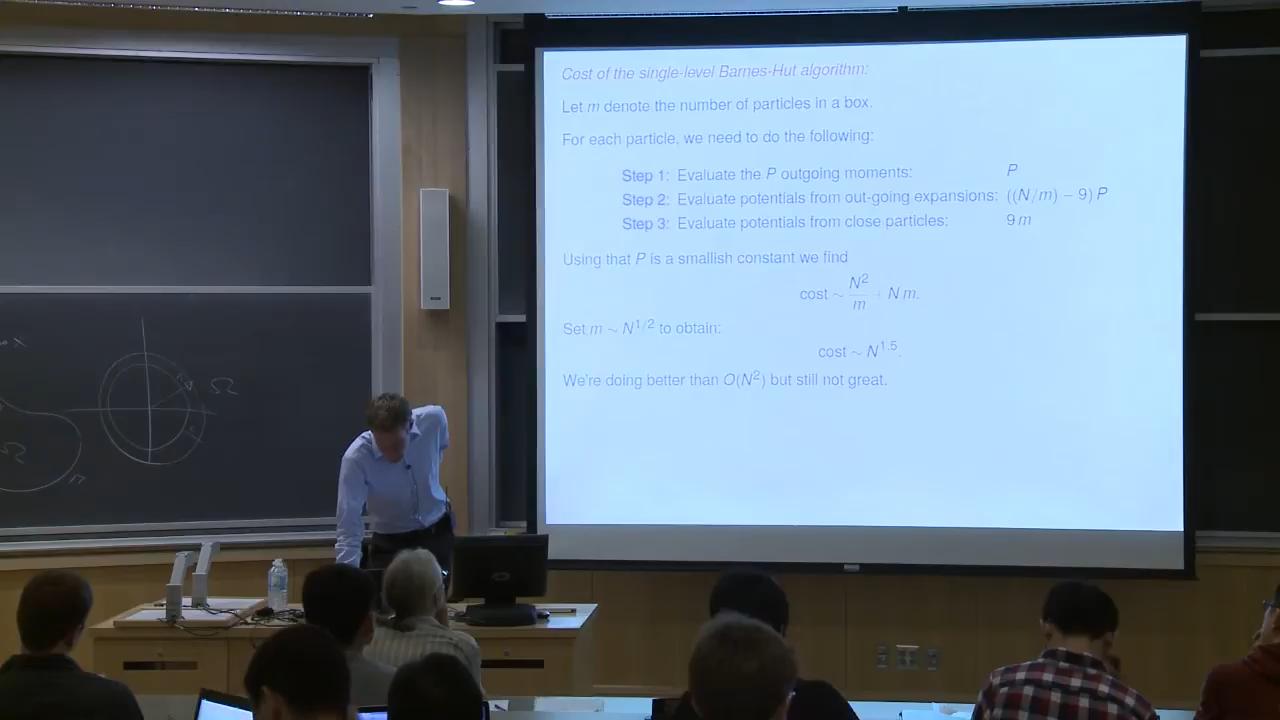 Cost of the single-level Barnes-Hut algorithm:
Let m denote the number of particles in a box.
For each particle, we need to do the following:
Step 1: Evaluate the P outgoing moments: P
Step 2: Evaluate potentials from out-going expansions: ((N/m) − 9) P
Step 3: Evaluate potentials from close particles: 9 m
Using that P is a smallish constant we find
cost ∼ N²/m + N m.
Set m ∼ N^1/2 to obtain:
cost ∼ N^1.5.
We're doing better than O(N²) but still not great.
Ω
Ω